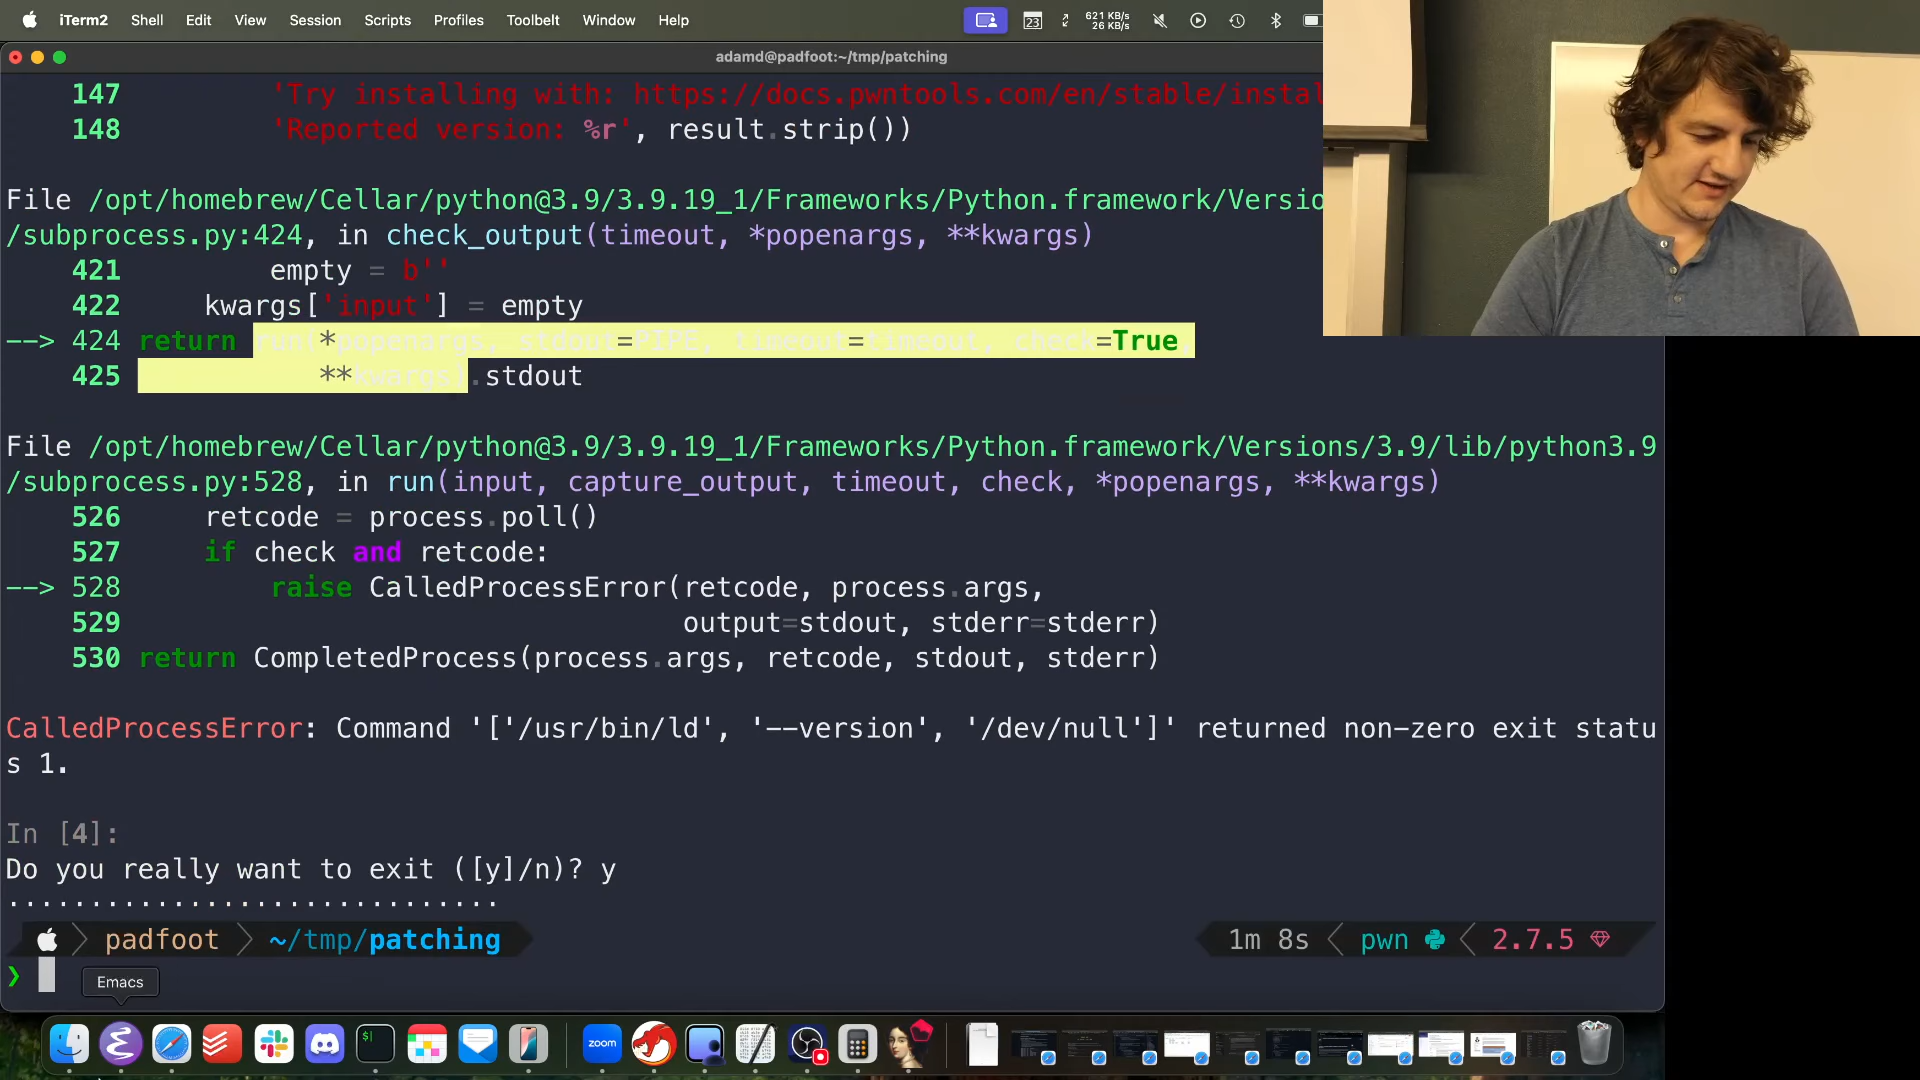 iTerm2 Shell Edit View Session Scripts Profiles Toolbelt Window Help 23 621 KB/s 26 KB/s
adamd@padfoot:~/tmp/patching
147 'Try installing with: https://docs.pwntools.com/en/stable/instal
148 'Reported version: %r', result.strip())
File /opt/homebrew/Cellar/python@3.9/3.9.19_1/Frameworks/Python.framework/Versio
/subprocess.py:424, in check_output(timeout, *popenargs, **kwargs)
421 empty = b''
422 kwargs['input'] = empty
--> 424 return run(*popenargs, stdout=PIPE, timeout=timeout, check=True,
425 **kwargs).stdout
File /opt/homebrew/Cellar/python@3.9/3.9.19_1/Frameworks/Python.framework/Versions/3.9/lib/python3.9
/subprocess.py:528, in run(input, capture_output, timeout, check, *popenargs, **kwargs)
526 retcode = process.poll()
527 if check and retcode:
--> 528 raise CalledProcessError(retcode, process.args,
529 output=stdout, stderr=stderr)
530 return CompletedProcess(process.args, retcode, stdout, stderr)
CalledProcessError: Command '['/usr/bin/ld', '--version', '/dev/null']' returned non-zero exit statu
s 1.
In [4]:
Do you really want to exit ([y]/n)? y
padfoot ~/tmp/patching 1m 8s pwn 2.7.5
❯
Emacs
zoom